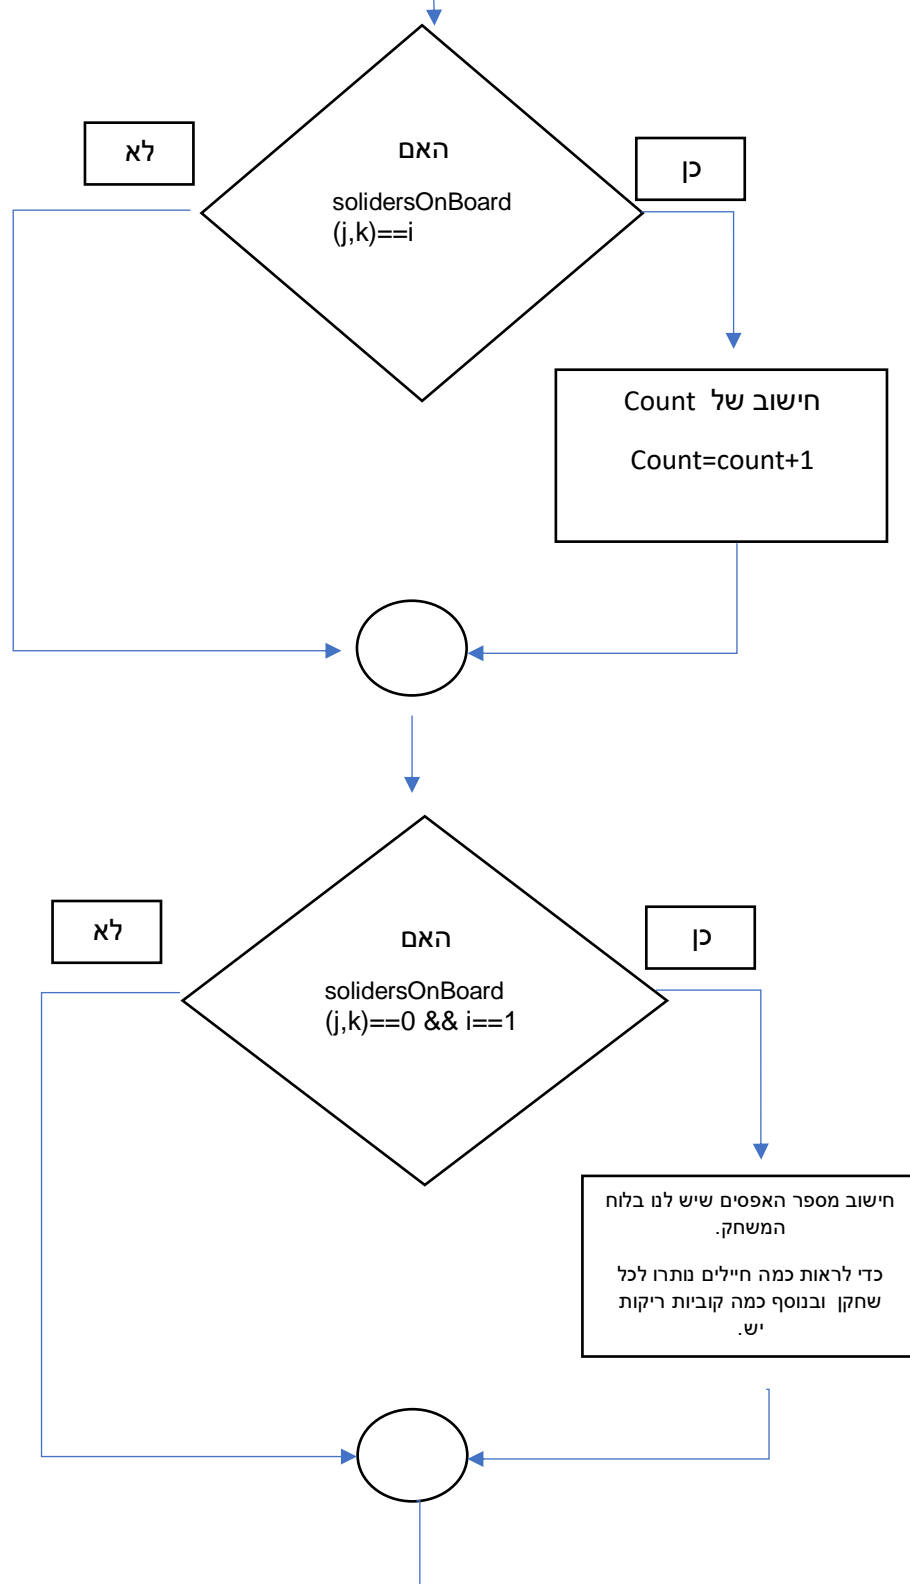 לא
האם
כן
solidersOnBoard
(j,k)==i
חישוב של Count
Count=count+1
לא
האם
כן
solidersOnBoard
(j,k)==0 && i==1
חישוב מספר האפסים שיש לנו בלוח
המשחק.
כדי לראות כמה חיילים נותרו לכל
שחקן ובנוסף כמה קוביות ריקות
יש.